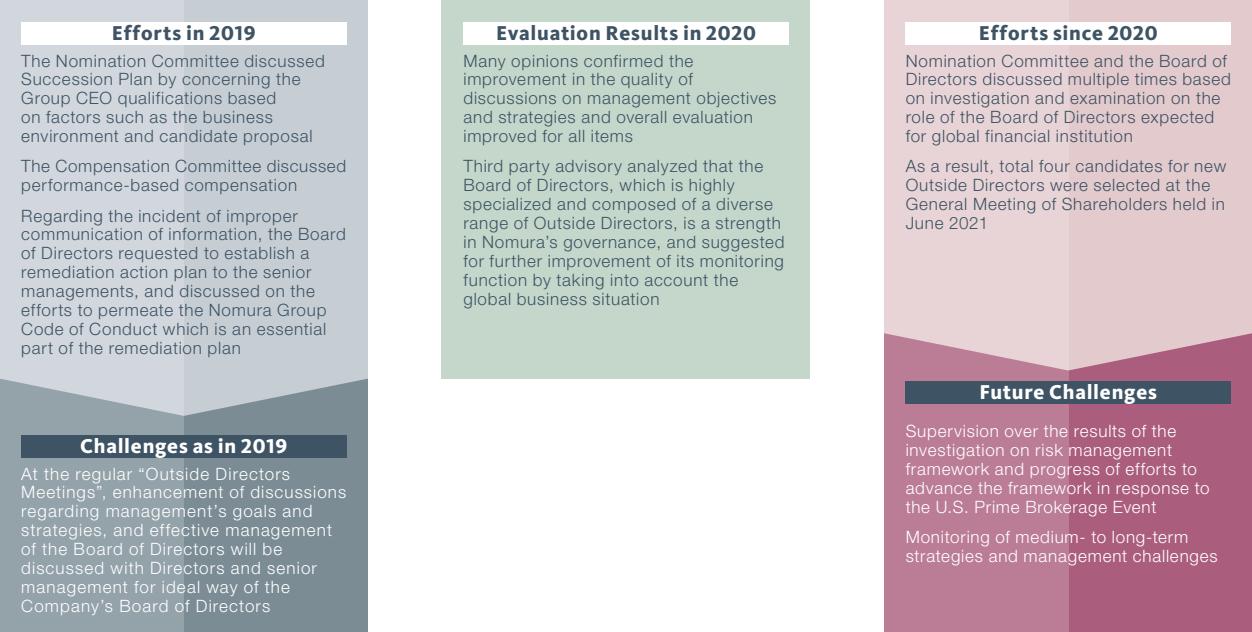 Efforts in 2019
The Nomination Committee discussed
Succession Plan by concerning the
Group CEO qualifications based
on factors such as the business
environment and candidate proposal
The Compensation Committee discussed
performance-based compensation
Regarding the incident of improper
communication of information, the Board
of Directors requested to establish a
remediation action plan to the senior
managements, and discussed on the
efforts to permeate the Nomura Group
Code of Conduct which is an essential
part of the remediation plan
Challenges as in 2019
At the regular “Outside Directors
Meetings”, enhancement of discussions
regarding management’s goals and
strategies, and effective management
of the Board of Directors will be
discussed with Directors and senior
management for ideal way of the
Company’s Board of Directors
Evaluation Results in 2020
Many opinions confirmed the
improvement in the quality of
discussions on management objectives
and strategies and overall evaluation
improved for all items
Third party advisory analyzed that the
Board of Directors, which is highly
specialized and composed of a diverse
range of Outside Directors, is a strength
in Nomura’s governance, and suggested
for further improvement of its monitoring
function by taking into account the
global business situation
Efforts since 2020
Nomination Committee and the Board of
Directors discussed multiple times based
on investigation and examination on the
role of the Board of Directors expected
for global financial institution
As a result, total four candidates for new
Outside Directors were selected at the
General Meeting of Shareholders held in
June 2021
Future Challenges
Supervision over the results of the
investigation on risk management
framework and progress of efforts to
advance the framework in response to
the U.S. Prime Brokerage Event
Monitoring of medium- to long-term
strategies and management challenges